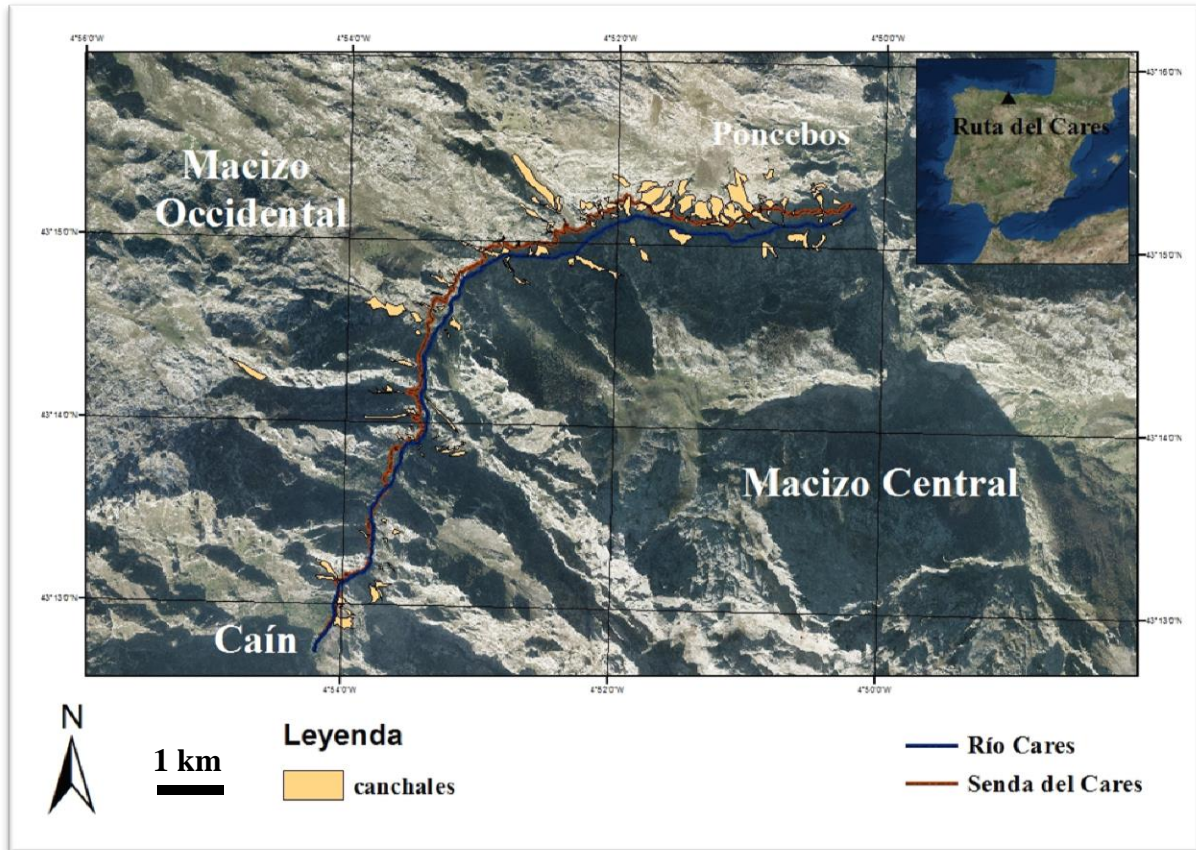 4°56'0"W
4°54'0"W
4°52'0"W
4°50'0"W
43°16'0"N
Poncebos
Ruta del Cares
Macizo
Occidental
43°15'0"N
43°15'0"N
43°14'0"N
43°14'0"N
Macizo Central
43°13'0"N
43°13'0"N
Caín
4°54'0"W
4°52'0"W
4°50'0"W
N
1 km
Leyenda
canchales
Río Cares
Senda del Cares